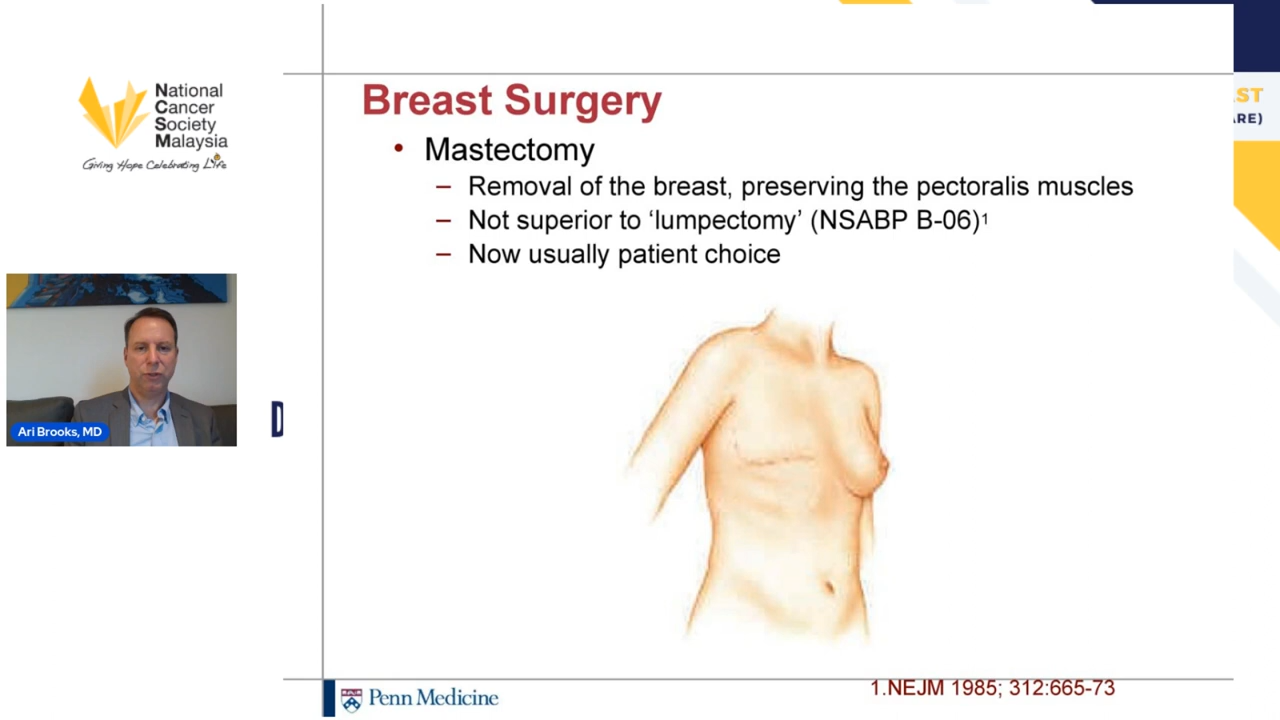 National
Cancer
Society
Malaysia
Giving Hope Celebrating Life
Ari Brooks, MD
D
Breast Surgery
• Mastectomy
– Removal of the breast, preserving the pectoralis muscles
– Not superior to ‘lumpectomy’ (NSABP B-06)¹
– Now usually patient choice
Penn Medicine
1.NEJM 1985; 312:665-73
ST
RE)